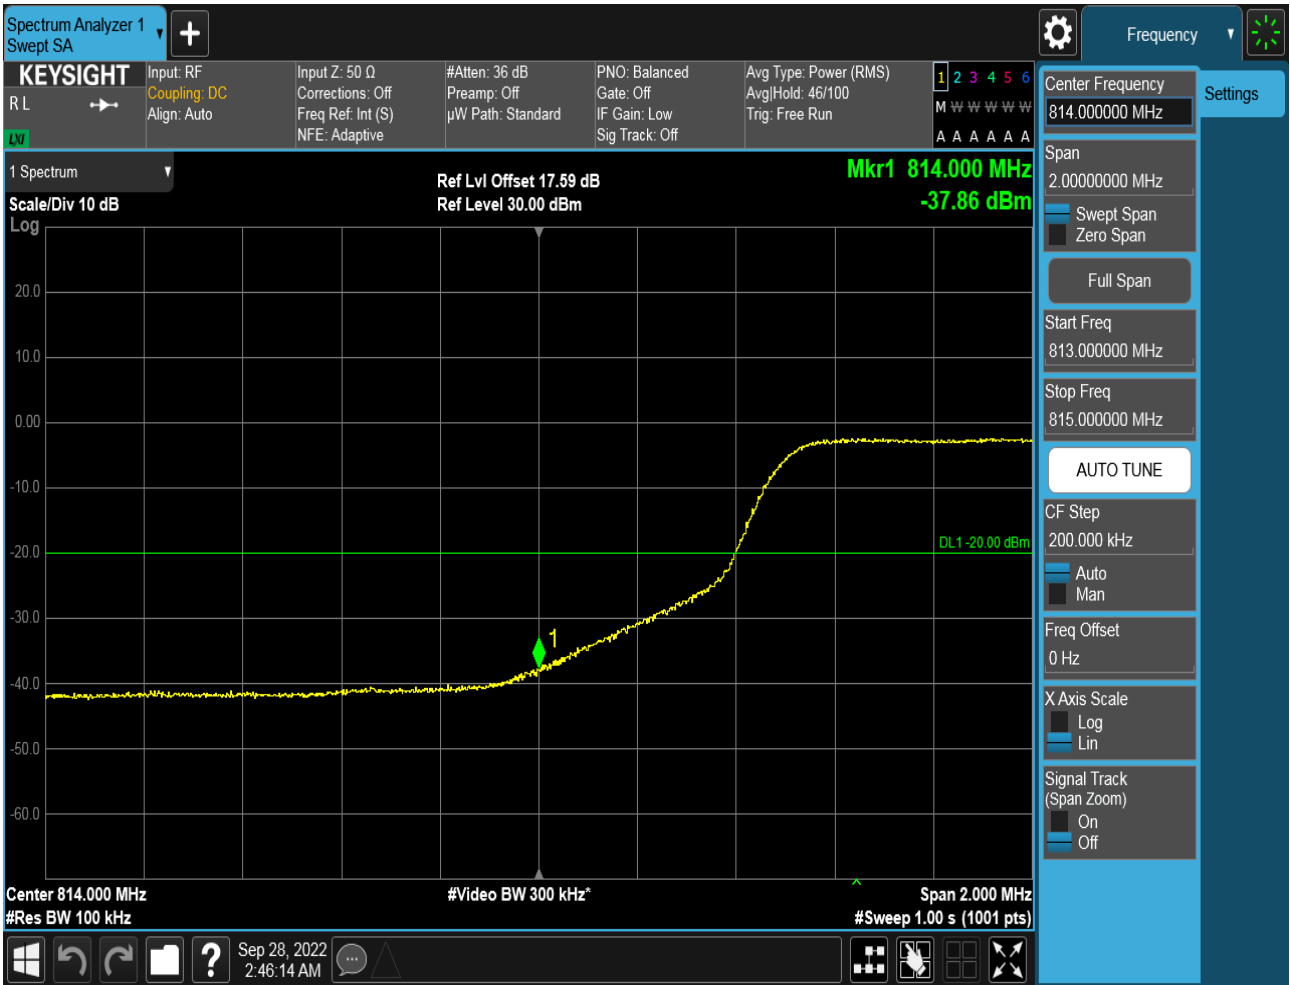 Spectrum Analyzer 1
Swept SA
Frequency
KEYSIGHT
R L
LXI
Input: RF
Coupling: DC
Align: Auto
Input Z: 50 Ω
Corrections: Off
Freq Ref: Int (S)
NFE: Adaptive
#Atten: 36 dB
Preamp: Off
µW Path: Standard
PNO: Balanced
Gate: Off
IF Gain: Low
Sig Track: Off
Avg Type: Power (RMS)
Avg|Hold: 46/100
Trig: Free Run
1 2 3 4 5 6
M W W W W W
A A A A A A
1 Spectrum
Scale/Div 10 dB
Log
Ref Lvl Offset 17.59 dB
Ref Level 30.00 dBm
Mkr1 814.000 MHz
-37.86 dBm
20.0
10.0
0.00
-10.0
-20.0
-30.0
-40.0
-50.0
-60.0
DL1 -20.00 dBm
1
Center 814.000 MHz
#Res BW 100 kHz
#Video BW 300 kHz*
Span 2.000 MHz
#Sweep 1.00 s (1001 pts)
?
Sep 28, 2022
2:46:14 AM
Center Frequency
814.000000 MHz
Span
2.00000000 MHz
Swept Span
Zero Span
Full Span
Start Freq
813.000000 MHz
Stop Freq
815.000000 MHz
AUTO TUNE
CF Step
200.000 kHz
Auto
Man
Freq Offset
0 Hz
X Axis Scale
Log
Lin
Signal Track
(Span Zoom)
On
Off
Settings